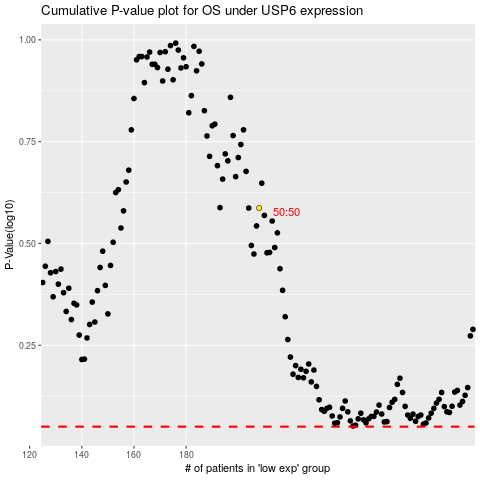 Cumulative P-value plot for OS under USP6 expression
1.00
0.75
0.50
0.25
P-Value(log10)
50:50
120 140 160 180
# of patients in 'low exp' group